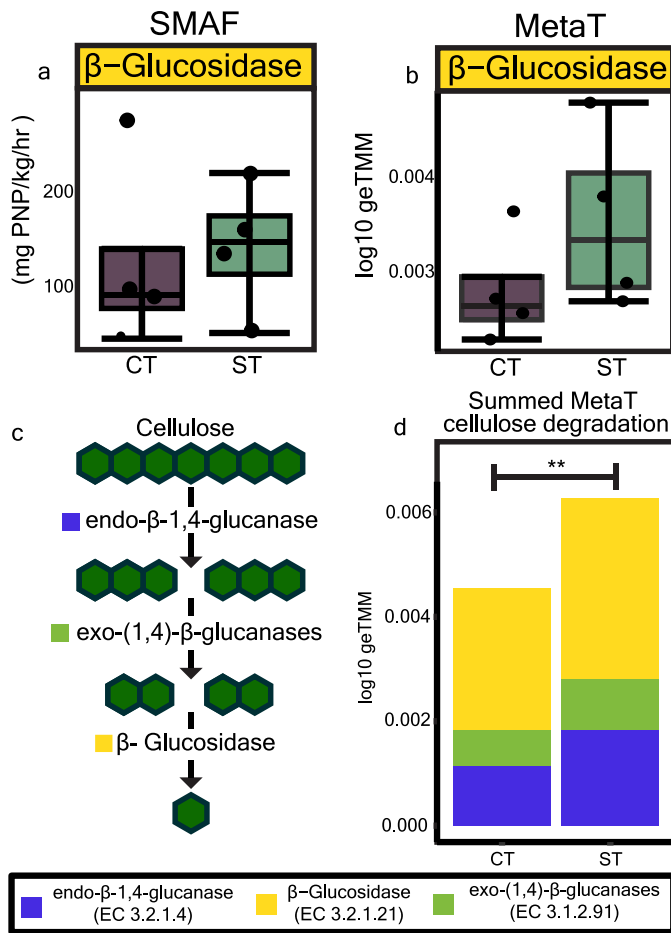 SMAF
MetaT
a
β−Glucosidase
b
β−Glucosidase
(mg PNP/kg/hr)
200
100
CT
ST
log10 geTMM
0.004
0.003
CT
ST
c
Cellulose
endo-β-1,4-glucanase
exo-(1,4)-β-glucanases
β- Glucosidase
d
Summed MetaT
cellulose degradation
**
log10 geTMM
0.006
0.004
0.002
0.000
CT
ST
endo-β-1,4-glucanase
(EC 3.2.1.4)
β−Glucosidase
(EC 3.2.1.21)
exo-(1,4)-β-glucanases
(EC 3.1.2.91)